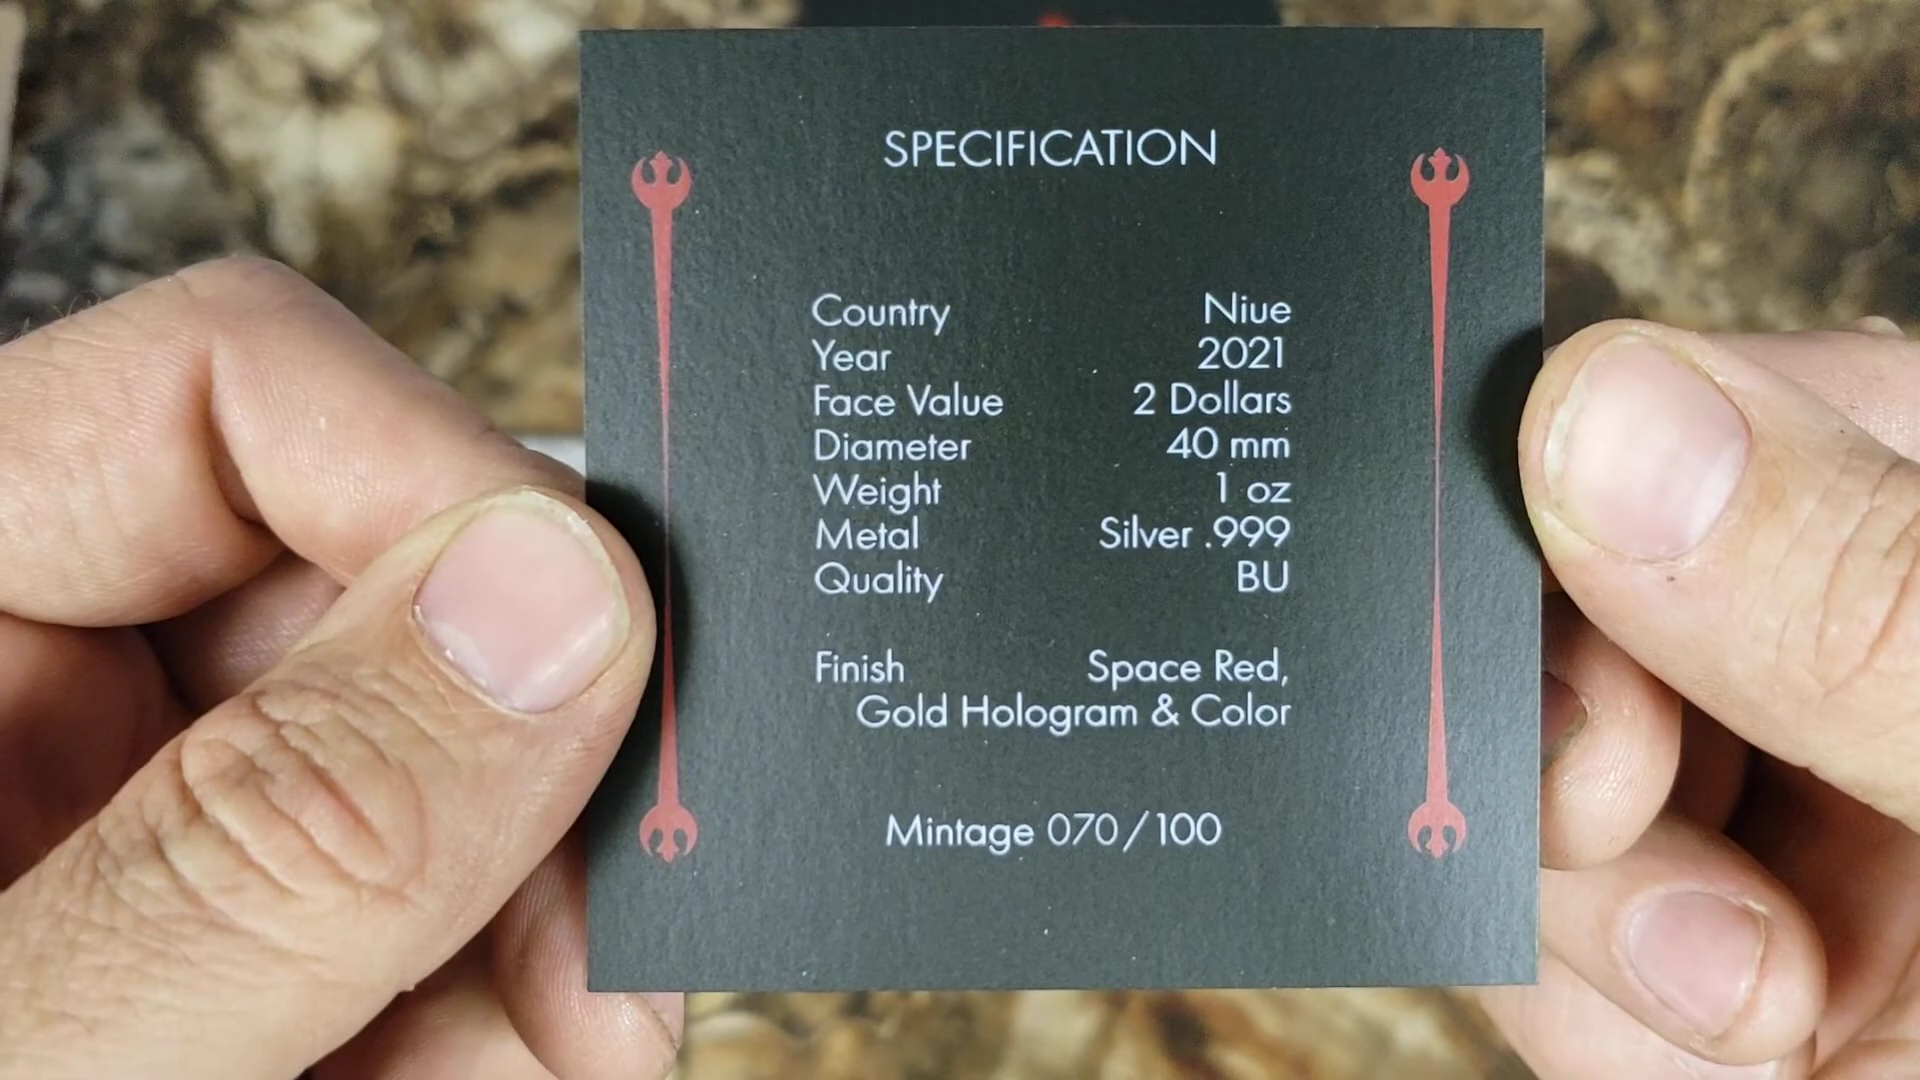 SPECIFICATION
Country Niue
Year 2021
Face Value 2 Dollars
Diameter 40 mm
Weight 1 oz
Metal Silver .999
Quality BU
Finish Space Red,
Gold Hologram & Color
Mintage 070/100